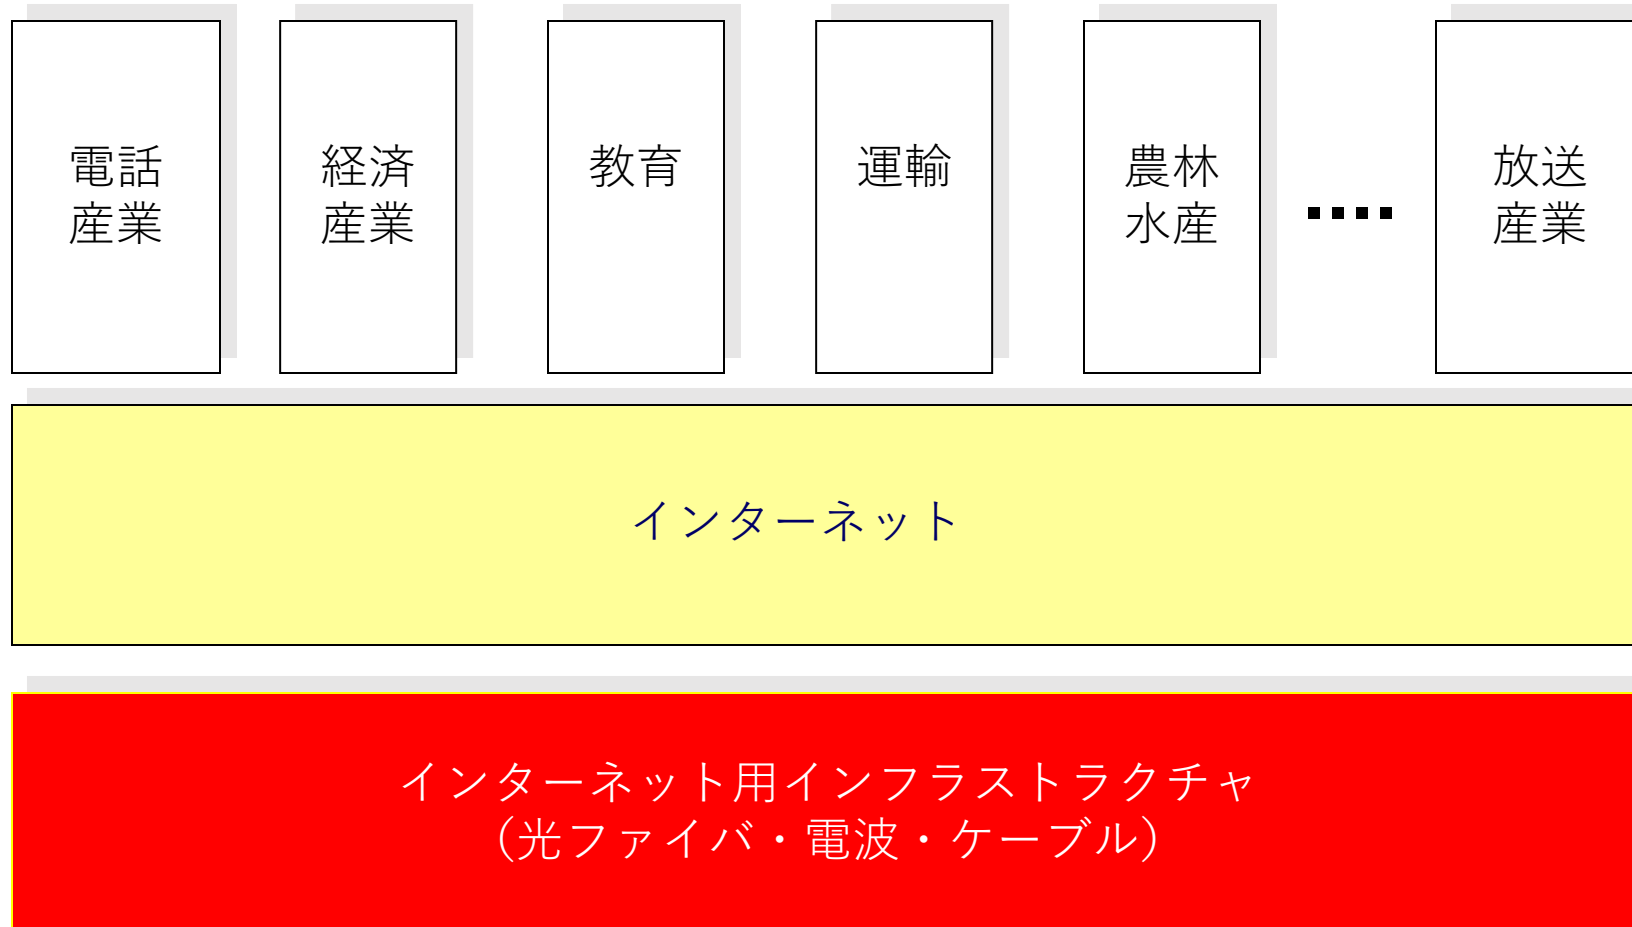 電話
産業
経済
産業
教育
運輸
農林
水産
....
放送
産業
インターネット
インターネット用インフラストラクチャ
（光ファイバ・電波・ケーブル）